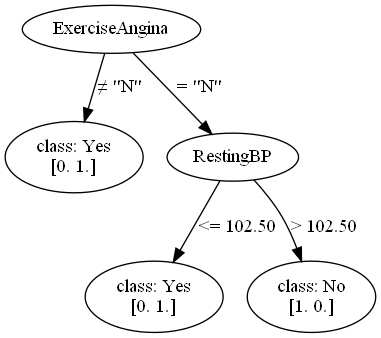 ExerciseAngina
≠ "N"
= "N"
class: Yes
[0. 1.]
RestingBP
<= 102.50
> 102.50
class: Yes
[0. 1.]
class: No
[1. 0.]